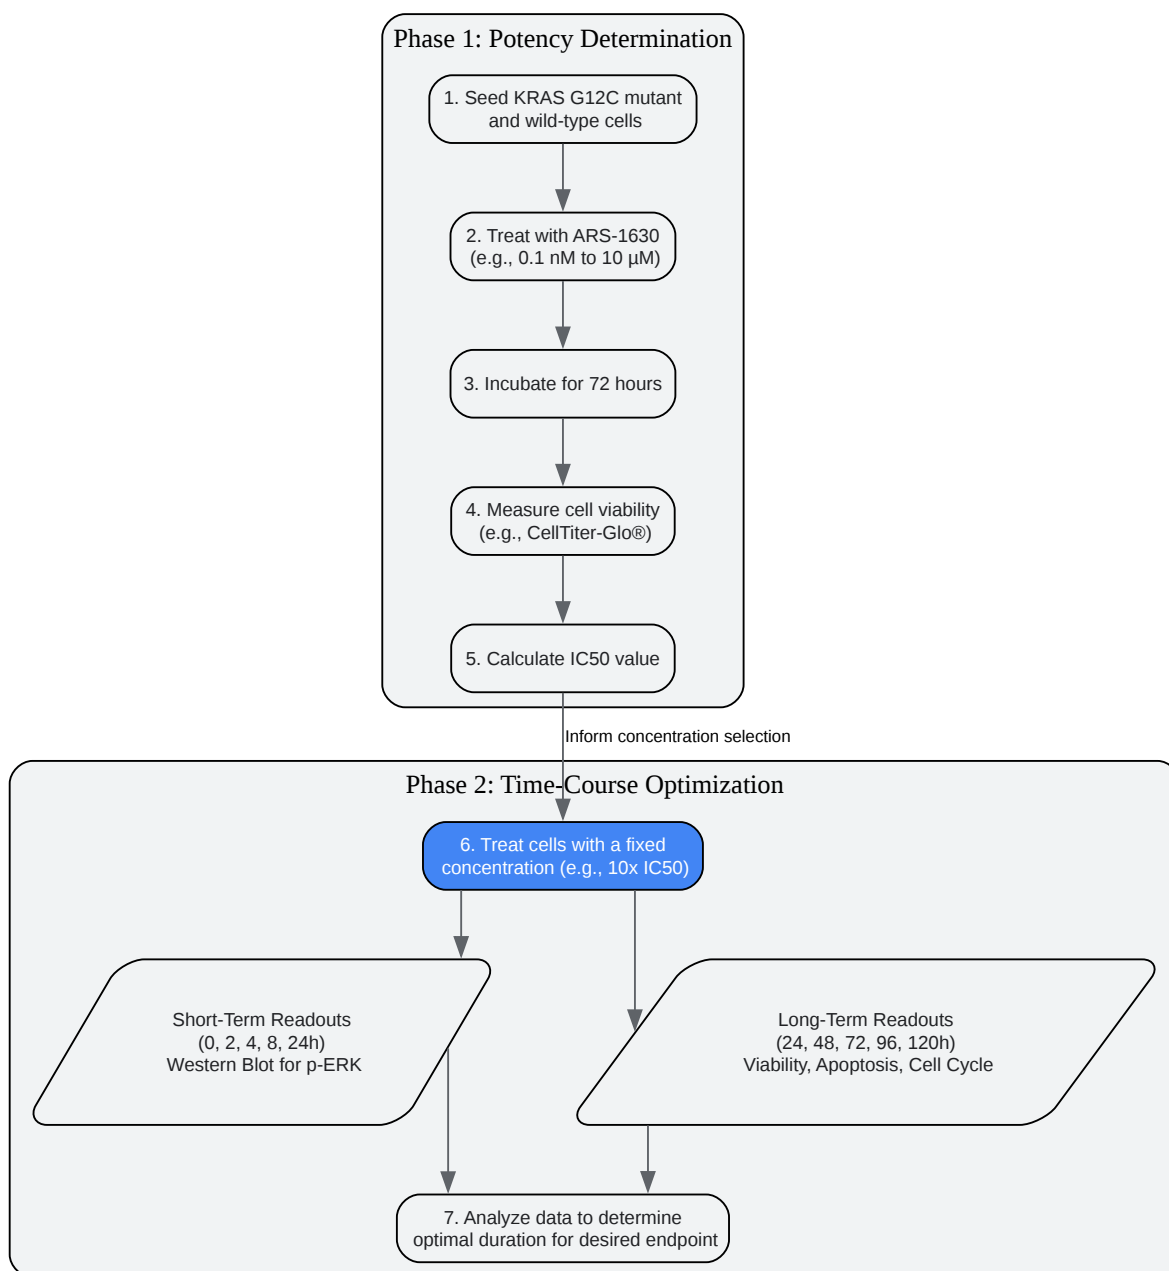 Phase 1: Potency Determination
1. Seed KRAS G12C mutant
and wild-type cells
2. Treat with ARS-1630
(e.g., 0.1 nM to 10 µM)
3. Incubate for 72 hours
4. Measure cell viability
(e.g., CellTiter-Glo®)
5. Calculate IC50 value
Inform concentration selection
Phase 2: Time-Course Optimization
6. Treat cells with a fixed
concentration (e.g., 10x IC50)
Short-Term Readouts
(0, 2, 4, 8, 24h)
Western Blot for p-ERK
Long-Term Readouts
(24, 48, 72, 96, 120h)
Viability, Apoptosis, Cell Cycle
7. Analyze data to determine
optimal duration for desired endpoint